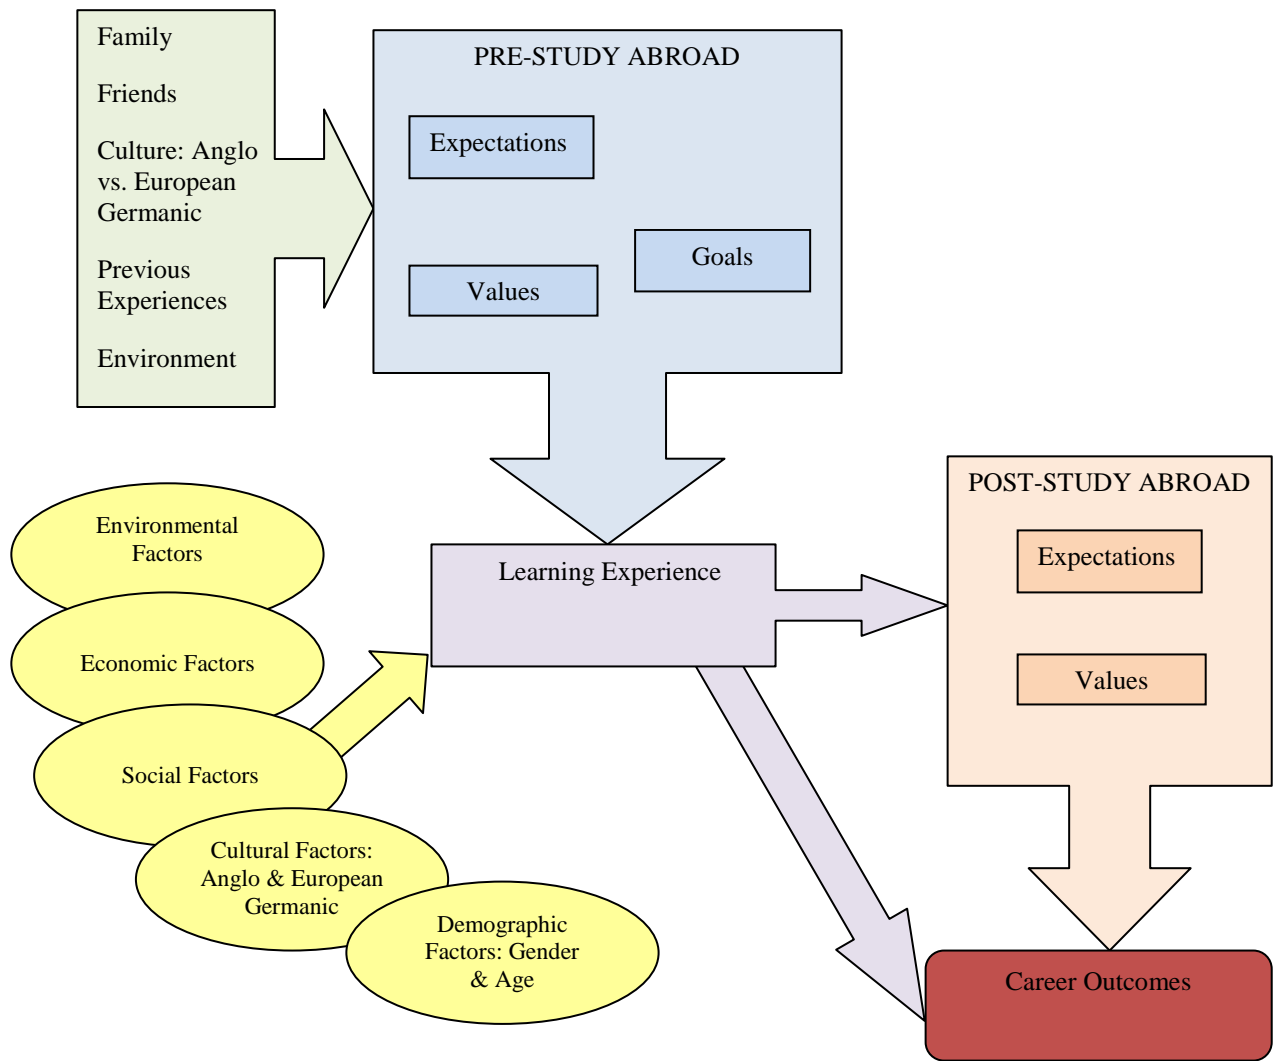 Family
Friends
Culture: Anglo
vs. European
Germanic
Previous
Experiences
Environment
PRE-STUDY ABROAD
Expectations
Goals
Values
Environmental
Factors
Economic Factors
Social Factors
Cultural Factors:
Anglo & European
Germanic
Demographic
Factors: Gender
& Age
Learning Experience
POST-STUDY ABROAD
Expectations
Values
Career Outcomes